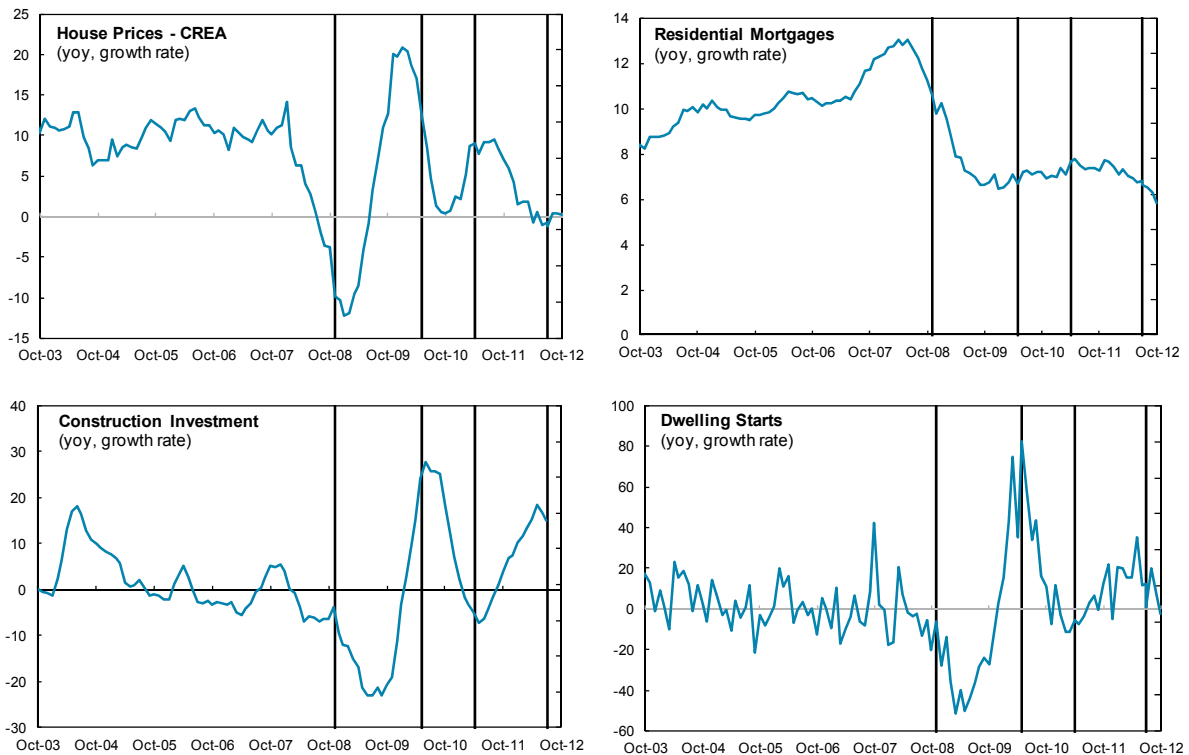 House Prices - CREA
(yoy, growth rate)
25
20
15
10
5
0
-5
-10
-15
Oct-03 Oct-04 Oct-05 Oct-06 Oct-07 Oct-08 Oct-09 Oct-10 Oct-11 Oct-12
Residential Mortgages
(yoy, growth rate)
14
12
10
8
6
4
2
0
Oct-03 Oct-04 Oct-05 Oct-06 Oct-07 Oct-08 Oct-09 Oct-10 Oct-11 Oct-12
Construction Investment
(yoy, growth rate)
40
30
20
10
0
-10
-20
-30
Oct-03 Oct-04 Oct-05 Oct-06 Oct-07 Oct-08 Oct-09 Oct-10 Oct-11 Oct-12
Dwelling Starts
(yoy, growth rate)
100
80
60
40
20
0
-20
-40
-60
Oct-03 Oct-04 Oct-05 Oct-06 Oct-07 Oct-08 Oct-09 Oct-10 Oct-11 Oct-12